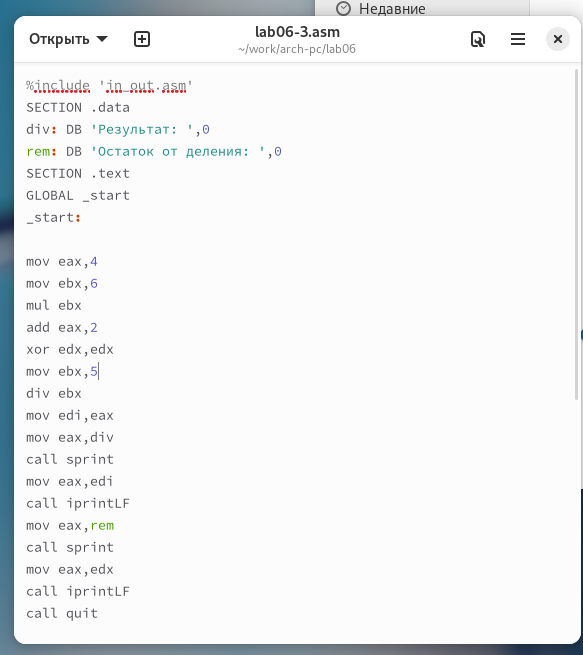 Недавние
Открыть
lab06-3.asm
~/work/arch-pc/lab06
%include 'in_out.asm'
SECTION .data
div: DB 'Результат: ',0
rem: DB 'Остаток от деления: ',0
SECTION .text
GLOBAL _start
_start:
mov eax,4
mov ebx,6
mul ebx
add eax,2
xor edx,edx
mov ebx,5
div ebx
mov edi,eax
mov eax,div
call sprint
mov eax,edi
call iprintLF
mov eax,rem
call sprint
mov eax,edx
call iprintLF
call quit